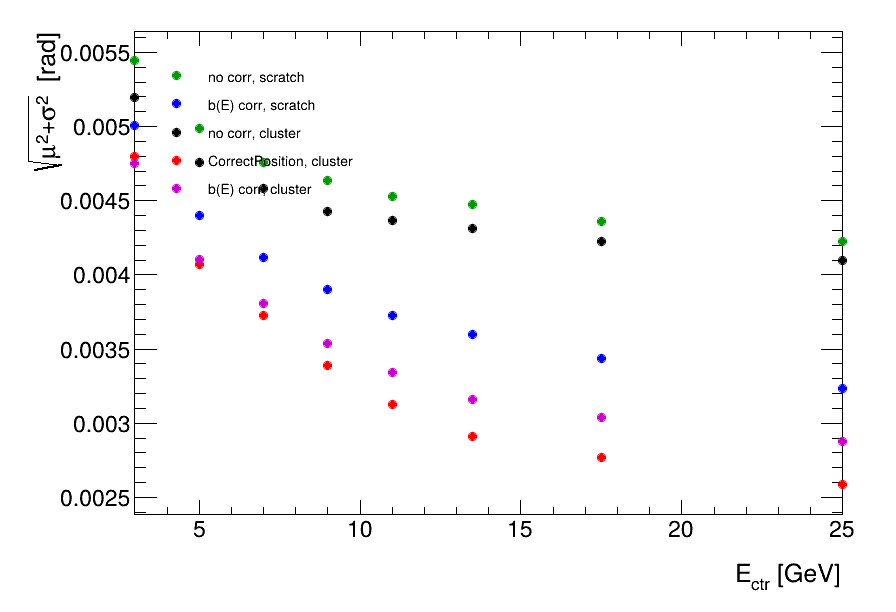 √μ²+σ² [rad]
0.0055
0.005
0.0045
0.004
0.0035
0.003
0.0025
no corr, scratch
b(E) corr, scratch
no corr, cluster
CorrectPosition, cluster
b(E) corr, cluster
5 10 15 20 25
E_ctr [GeV]